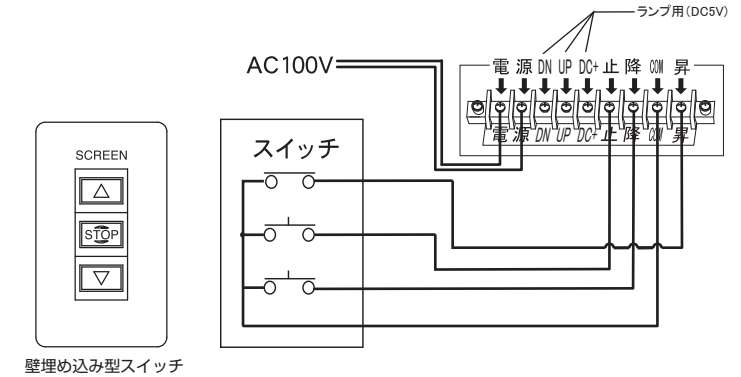 ランプ用(DC5V)
AC100V
電 源 DN UP DC+ 止 降 COM 昇
電 源 DN UP DC+ 止 降 COM 昇
スイッチ
SCREEN
STOP
壁埋め込み型スイッチ